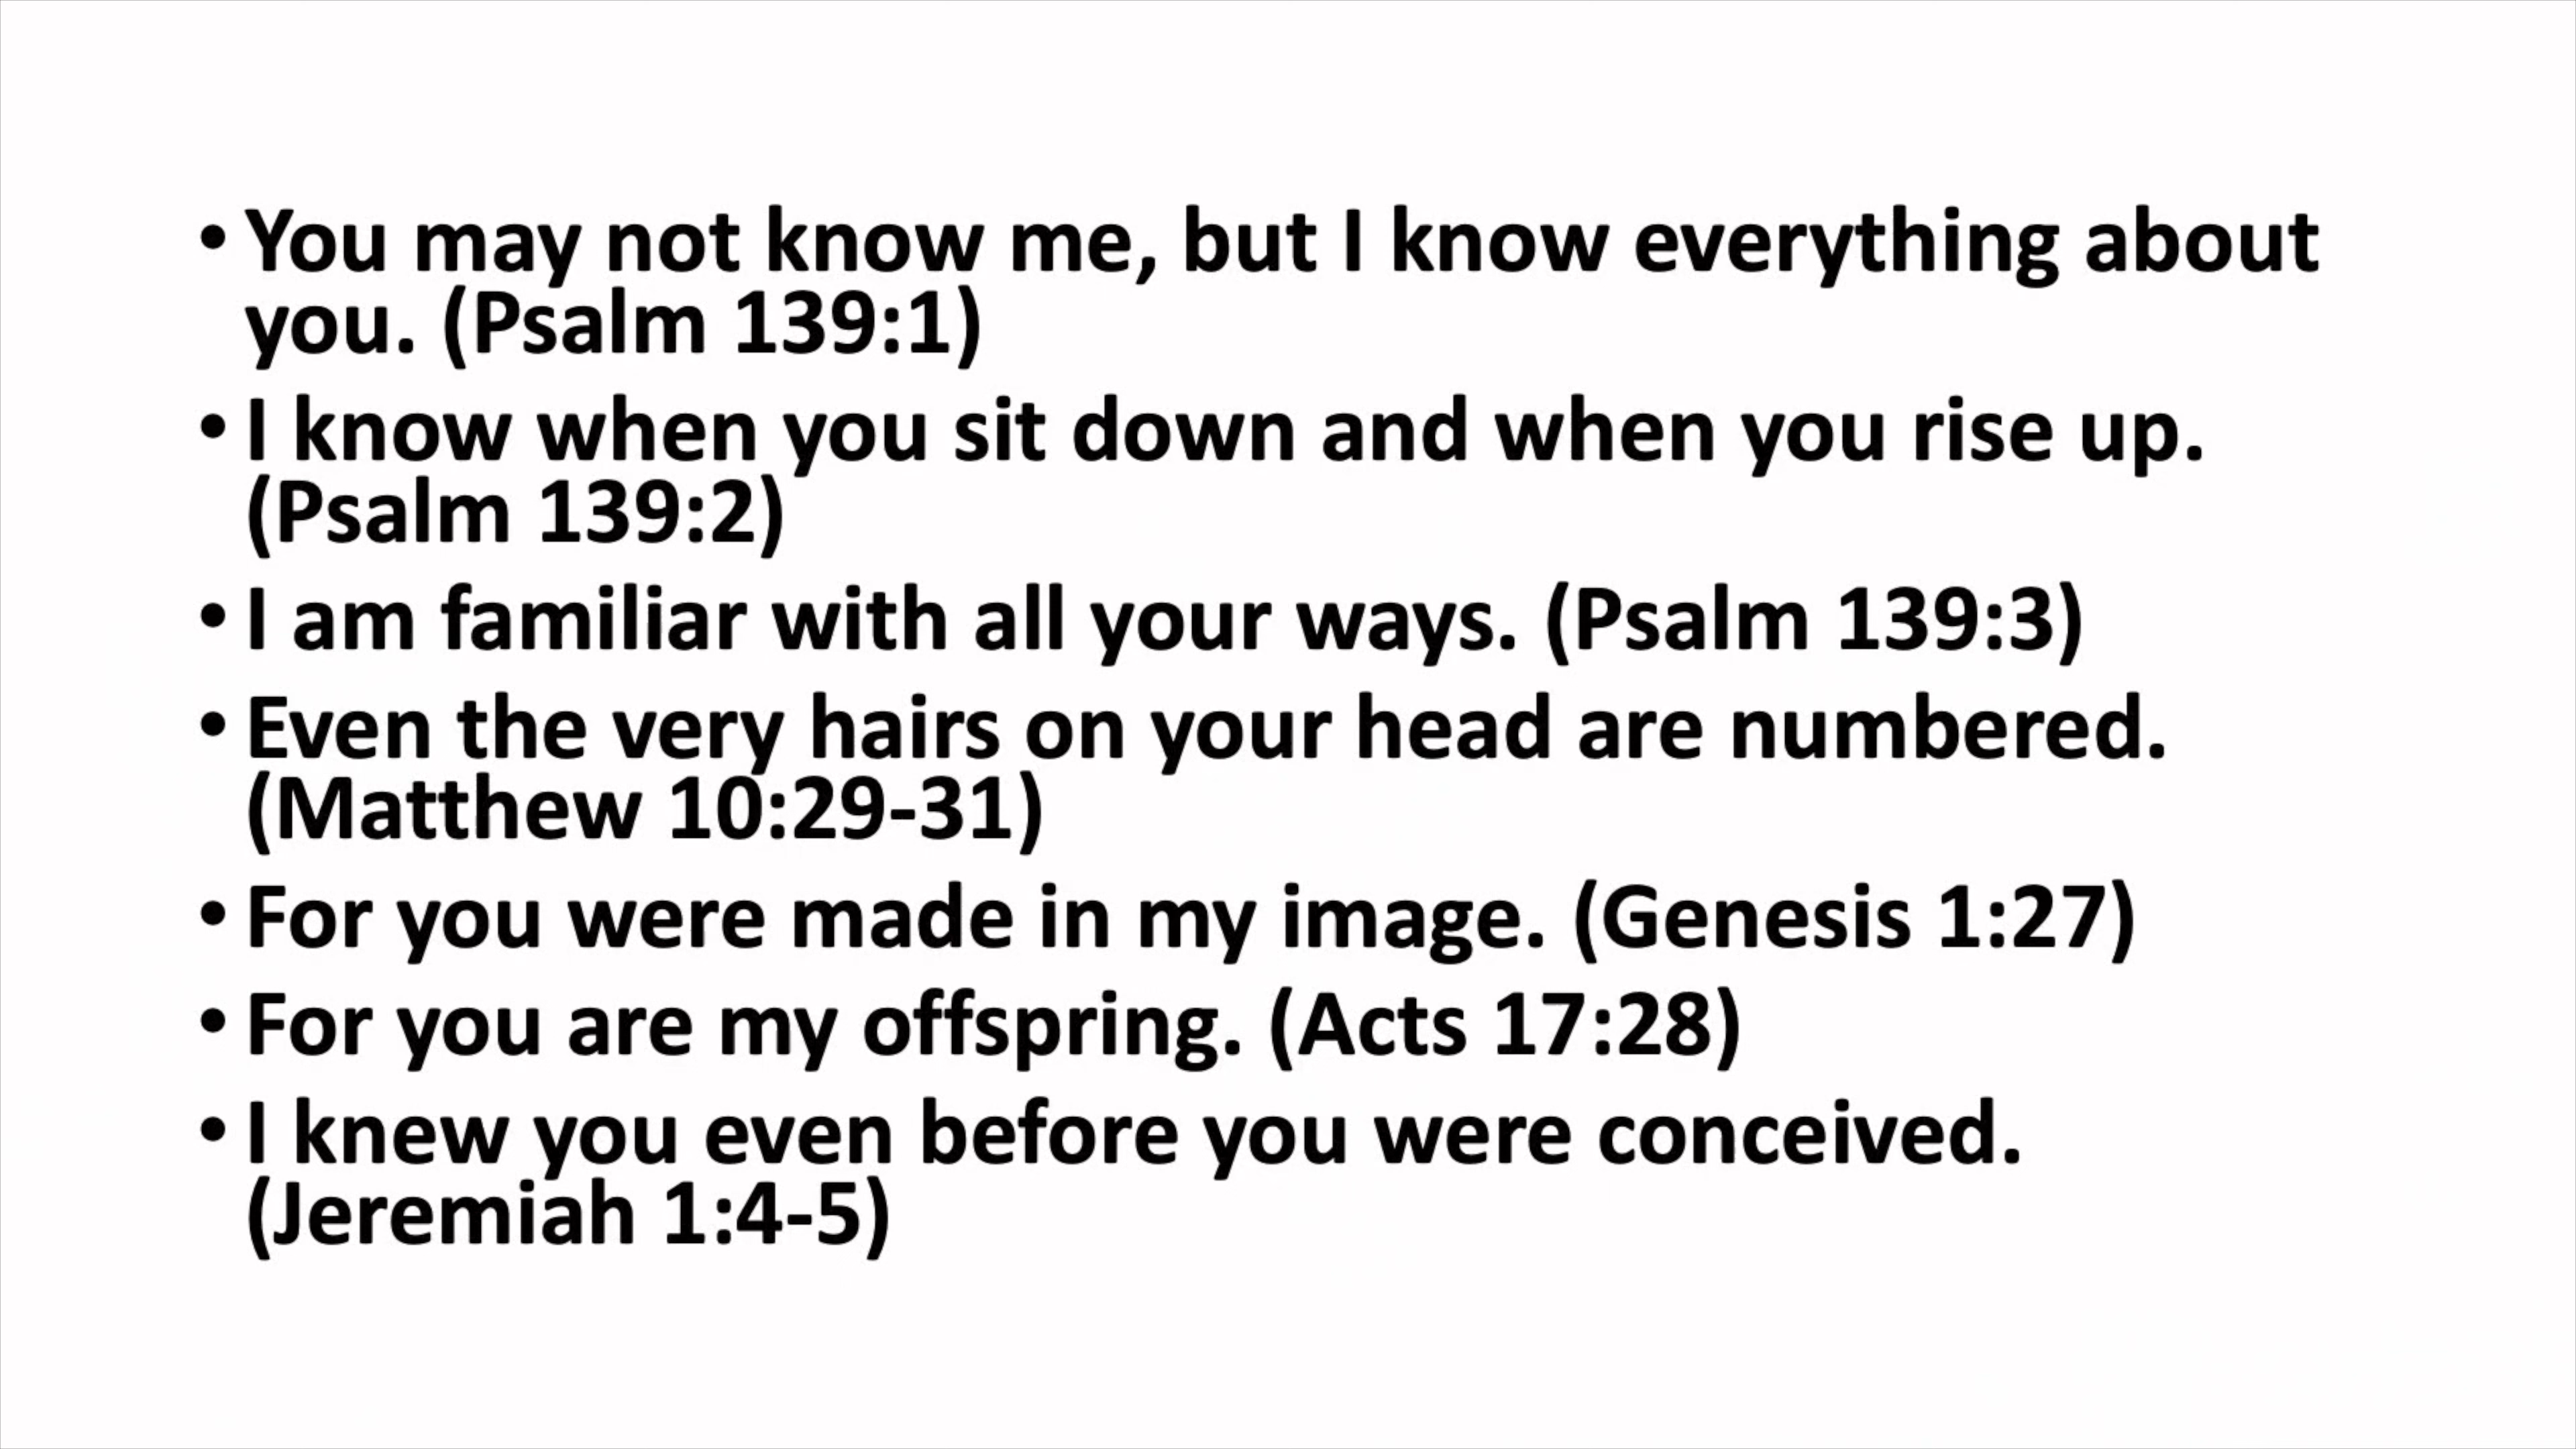 • You may not know me, but I know everything about
you. (Psalm 139:1)
• I know when you sit down and when you rise up.
(Psalm 139:2)
• I am familiar with all your ways. (Psalm 139:3)
• Even the very hairs on your head are numbered.
(Matthew 10:29-31)
• For you were made in my image. (Genesis 1:27)
• For you are my offspring. (Acts 17:28)
• I knew you even before you were conceived.
(Jeremiah 1:4-5)